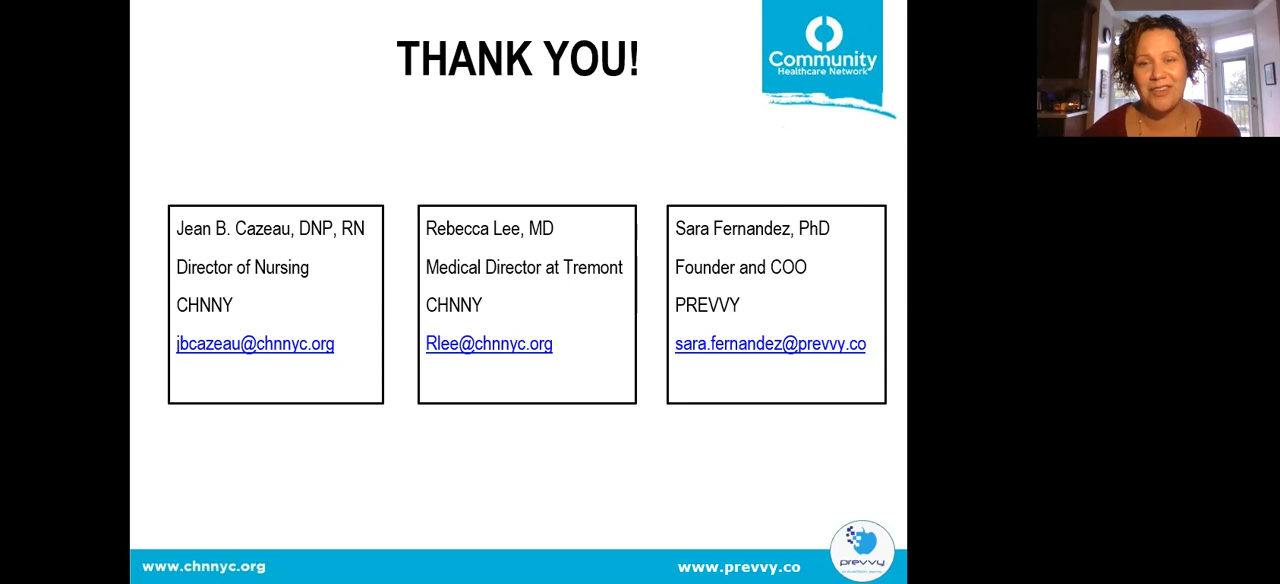 THANK YOU!
Community
Healthcare Network
Jean B. Cazeau, DNP, RN
Director of Nursing
CHNNY
jbcazeau@chnnyc.org
Rebecca Lee, MD
Medical Director at Tremont
CHNNY
Rlee@chnnyc.org
Sara Fernandez, PhD
Founder and COO
PREVVY
sara.fernandez@prevvy.co
www.chnnyc.org
www.prevvy.co
prevvy